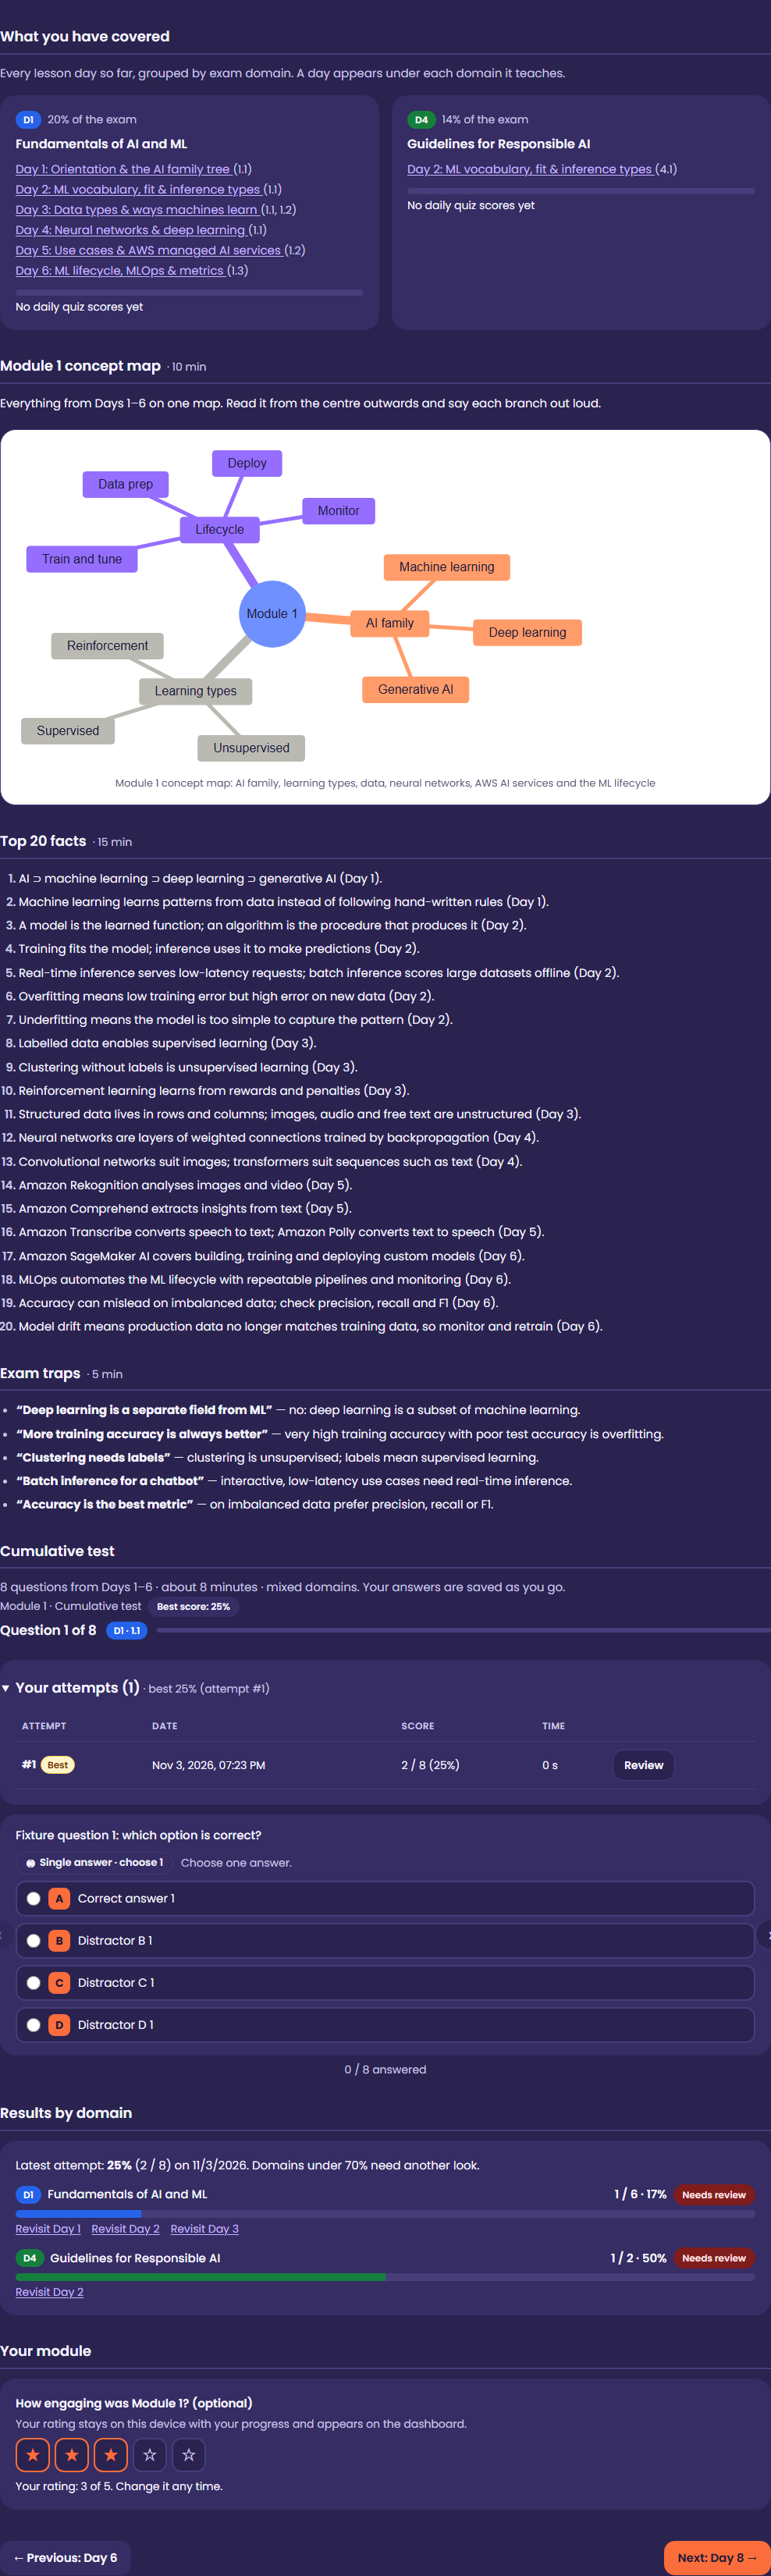 What you have covered
Every lesson day so far, grouped by exam domain. A day appears under each domain it teaches.
D1 20% of the exam
Fundamentals of AI and ML
Day 1: Orientation & the AI family tree (1.1)
Day 2: ML vocabulary, fit & inference types (1.1)
Day 3: Data types & ways machines learn (1.1, 1.2)
Day 4: Neural networks & deep learning (1.1)
Day 5: Use cases & AWS managed AI services (1.2)
Day 6: ML lifecycle, MLOps & metrics (1.3)
No daily quiz scores yet
D4 14% of the exam
Guidelines for Responsible AI
Day 2: ML vocabulary, fit & inference types (4.1)
No daily quiz scores yet
Module 1 concept map · 10 min
Everything from Days 1–6 on one map. Read it from the centre outwards and say each branch out loud.
Deploy
Data prep
Monitor
Lifecycle
Train and tune
Machine learning
Module 1
AI family
Deep learning
Reinforcement
Learning types
Generative AI
Supervised
Unsupervised
Module 1 concept map: AI family, learning types, data, neural networks, AWS AI services and the ML lifecycle
Top 20 facts · 15 min
1. AI ⊃ machine learning ⊃ deep learning ⊃ generative AI (Day 1).
2. Machine learning learns patterns from data instead of following hand-written rules (Day 1).
3. A model is the learned function; an algorithm is the procedure that produces it (Day 2).
4. Training fits the model; inference uses it to make predictions (Day 2).
5. Real-time inference serves low-latency requests; batch inference scores large datasets offline (Day 2).
6. Overfitting means low training error but high error on new data (Day 2).
7. Underfitting means the model is too simple to capture the pattern (Day 2).
8. Labelled data enables supervised learning (Day 3).
9. Clustering without labels is unsupervised learning (Day 3).
10. Reinforcement learning learns from rewards and penalties (Day 3).
11. Structured data lives in rows and columns; images, audio and free text are unstructured (Day 3).
12. Neural networks are layers of weighted connections trained by backpropagation (Day 4).
13. Convolutional networks suit images; transformers suit sequences such as text (Day 4).
14. Amazon Rekognition analyses images and video (Day 5).
15. Amazon Comprehend extracts insights from text (Day 5).
16. Amazon Transcribe converts speech to text; Amazon Polly converts text to speech (Day 5).
17. Amazon SageMaker AI covers building, training and deploying custom models (Day 6).
18. MLOps automates the ML lifecycle with repeatable pipelines and monitoring (Day 6).
19. Accuracy can mislead on imbalanced data; check precision, recall and F1 (Day 6).
20. Model drift means production data no longer matches training data, so monitor and retrain (Day 6).
Exam traps · 5 min
• “Deep learning is a separate field from ML” — no: deep learning is a subset of machine learning.
• “More training accuracy is always better” — very high training accuracy with poor test accuracy is overfitting.
• “Clustering needs labels” — clustering is unsupervised; labels mean supervised learning.
• “Batch inference for a chatbot” — interactive, low-latency use cases need real-time inference.
• “Accuracy is the best metric” — on imbalanced data prefer precision, recall or F1.
Cumulative test
8 questions from Days 1–6 · about 8 minutes · mixed domains. Your answers are saved as you go.
Module 1 · Cumulative test Best score: 25%
Question 1 of 8 D1 · 1.1
▼ Your attempts (1) · best 25% (attempt #1)
ATTEMPT DATE SCORE TIME
#1 Best Nov 3, 2026, 07:23 PM 2 / 8 (25%) 0 s Review
Fixture question 1: which option is correct?
◉ Single answer · choose 1 Choose one answer.
A Correct answer 1
B Distractor B 1
C Distractor C 1
D Distractor D 1
0 / 8 answered
Results by domain
Latest attempt: 25% (2 / 8) on 11/3/2026. Domains under 70% need another look.
D1 Fundamentals of AI and ML 1 / 6 · 17% Needs review
Revisit Day 1 Revisit Day 2 Revisit Day 3
D4 Guidelines for Responsible AI 1 / 2 · 50% Needs review
Revisit Day 2
Your module
How engaging was Module 1? (optional)
Your rating stays on this device with your progress and appears on the dashboard.
★ ★ ★ ☆ ☆
Your rating: 3 of 5. Change it any time.
← Previous: Day 6
Next: Day 8 →